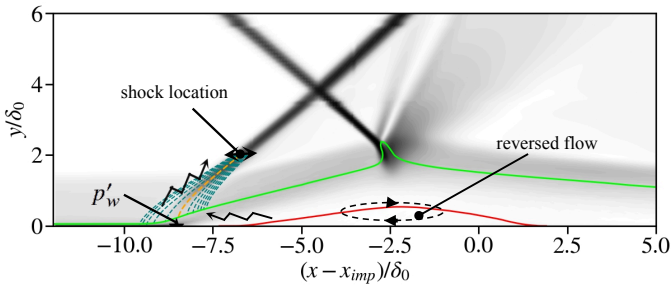 6
4
2
0
y/δ₀
shock location
reversed flow
p′w
−10.0 −7.5 −5.0 −2.5 0.0 2.5 5.0
(x − x_imp)/δ₀